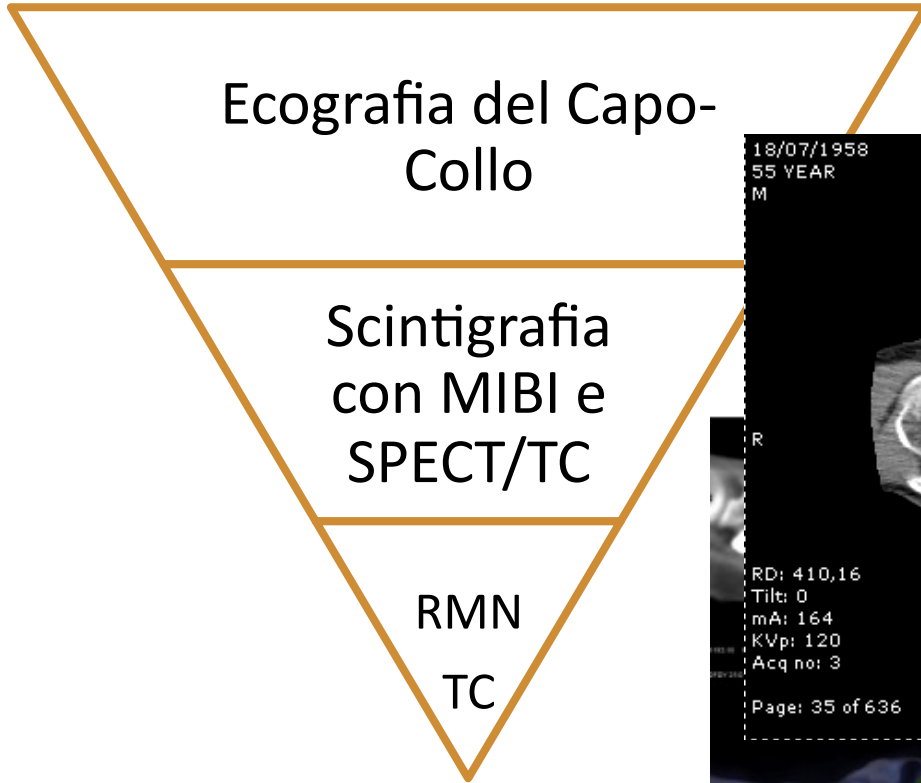 Ecografia del Capo-
Collo
Scintigrafia
con MIBI e
SPECT/TC
RMN
TC
18/07/1958
55 YEAR
M
R
RD: 410,16
Tilt: 0
mA: 164
KVp: 120
Acq no: 3
Page: 35 of 636